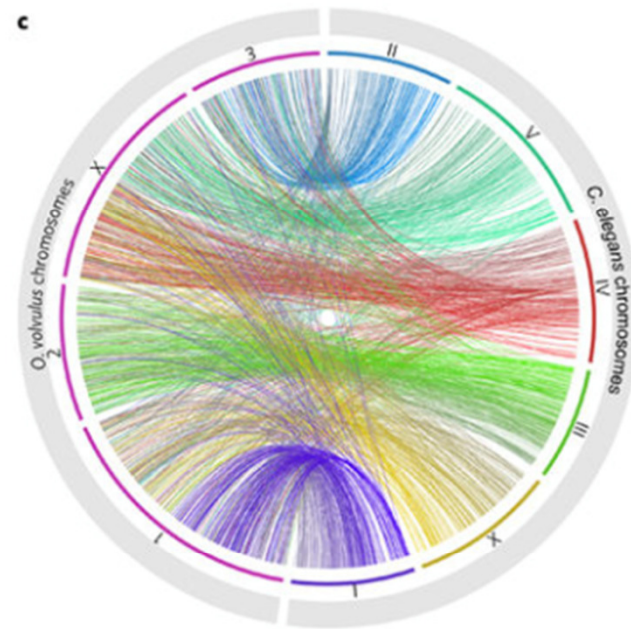 c
3
II
V
X
C. elegans chromosomes
O. volvulus chromosomes
IV
2
III
X
1
I